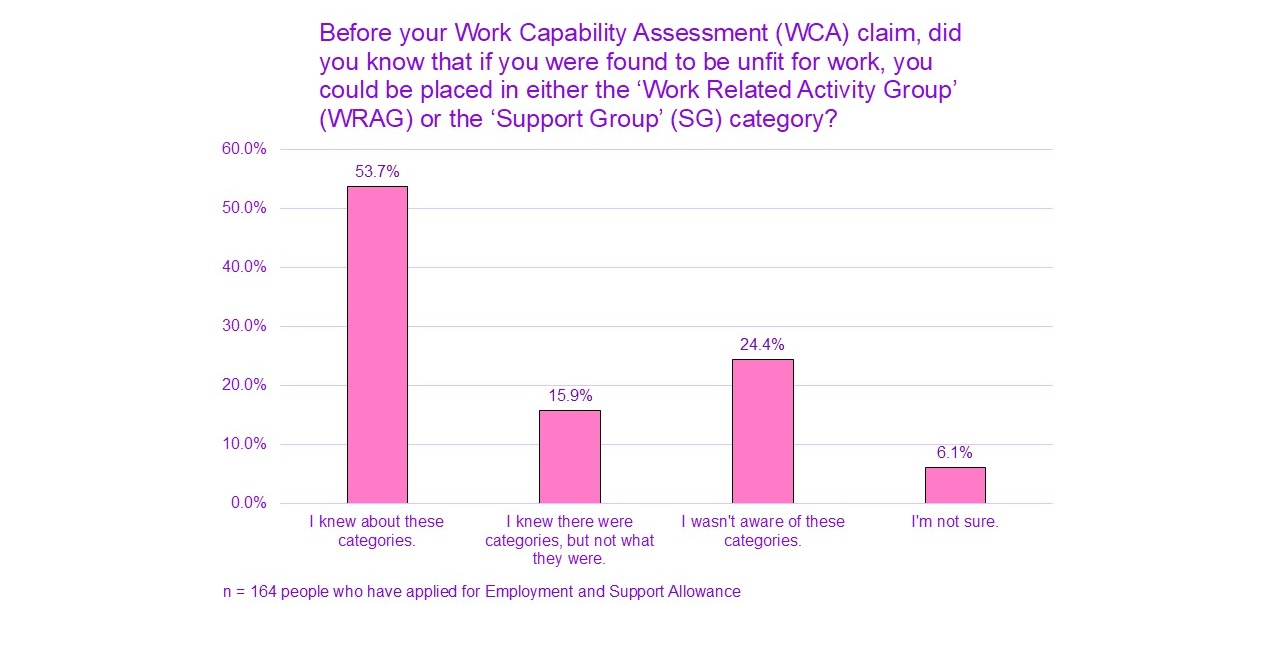 Before your Work Capability Assessment (WCA) claim, did
you know that if you were found to be unfit for work, you
could be placed in either the ‘Work Related Activity Group’
(WRAG) or the ‘Support Group’ (SG) category?
60.0%
50.0%
40.0%
30.0%
20.0%
10.0%
0.0%
53.7%
15.9%
24.4%
6.1%
I knew about these
categories.
I knew there were
categories, but not what
they were.
I wasn't aware of these
categories.
I'm not sure.
n = 164 people who have applied for Employment and Support Allowance